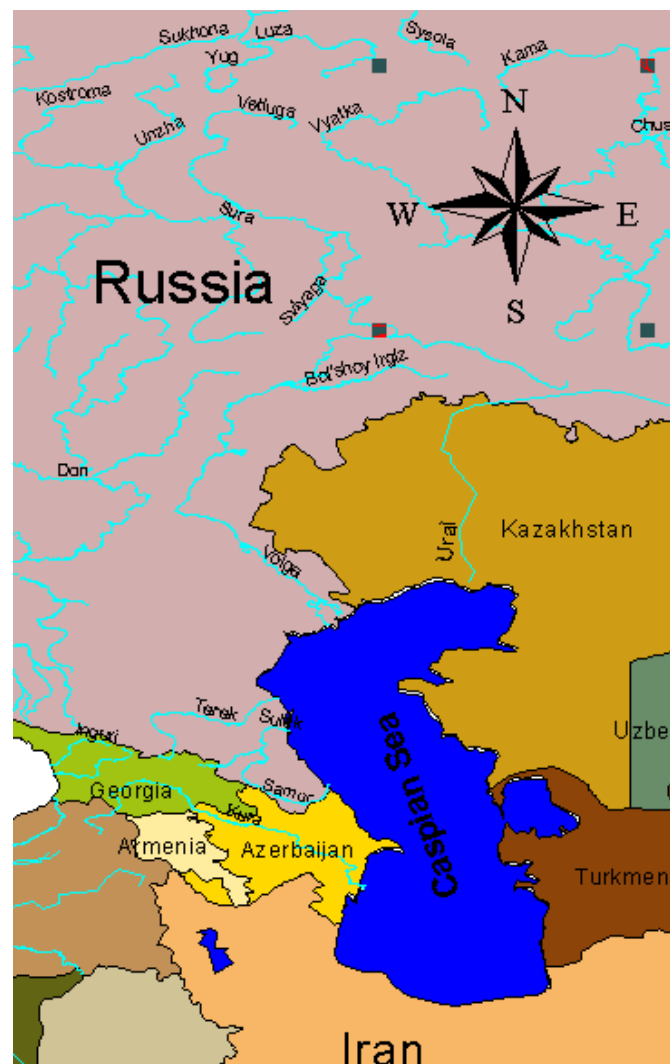 Sukhona
Luza
Sysola
Yug
Kama
Kostroma
Vetluga
Vyatka
N
Unzha
Chus
Sura
W
E
Russia
Sviyaga
S
Bol'shoy Irgiz
Don
Ural
Kazakhstan
Volga
Terek
Sulak
Inguri
Caspian Sea
Uzbe
Georgia
Samur
Kura
Armenia
Azerbaijan
Turkmen
Iran